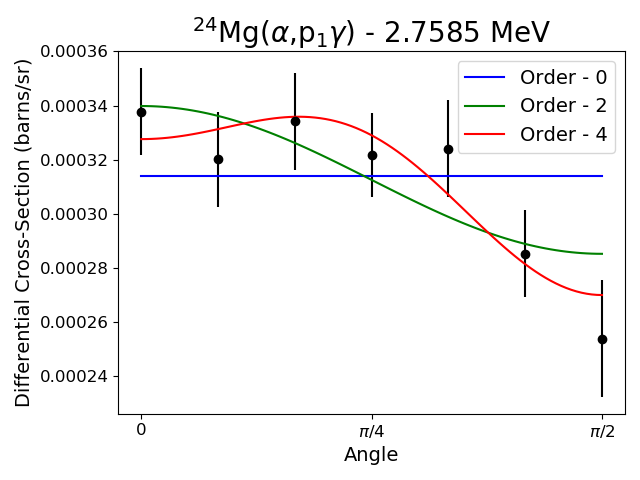 ²⁴Mg(α,p₁γ) - 2.7585 MeV
Differential Cross-Section (barns/sr)
0.00036
0.00034
0.00032
0.00030
0.00028
0.00026
0.00024
Order - 0
Order - 2
Order - 4
0
π/4
π/2
Angle